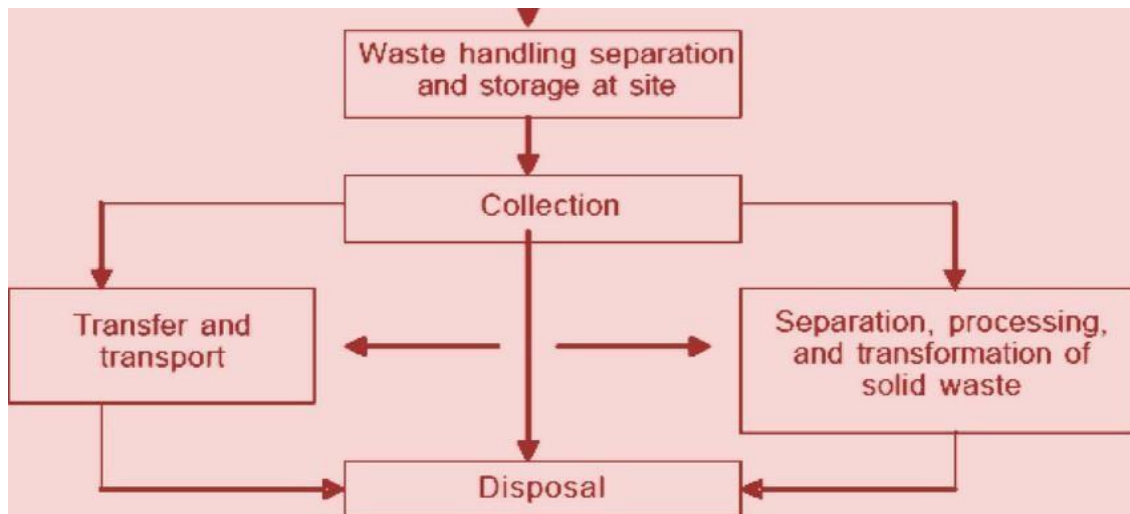 Waste handling separation
and storage at site
Collection
Transfer and
transport
Separation, processing,
and transformation of
solid waste
Disposal